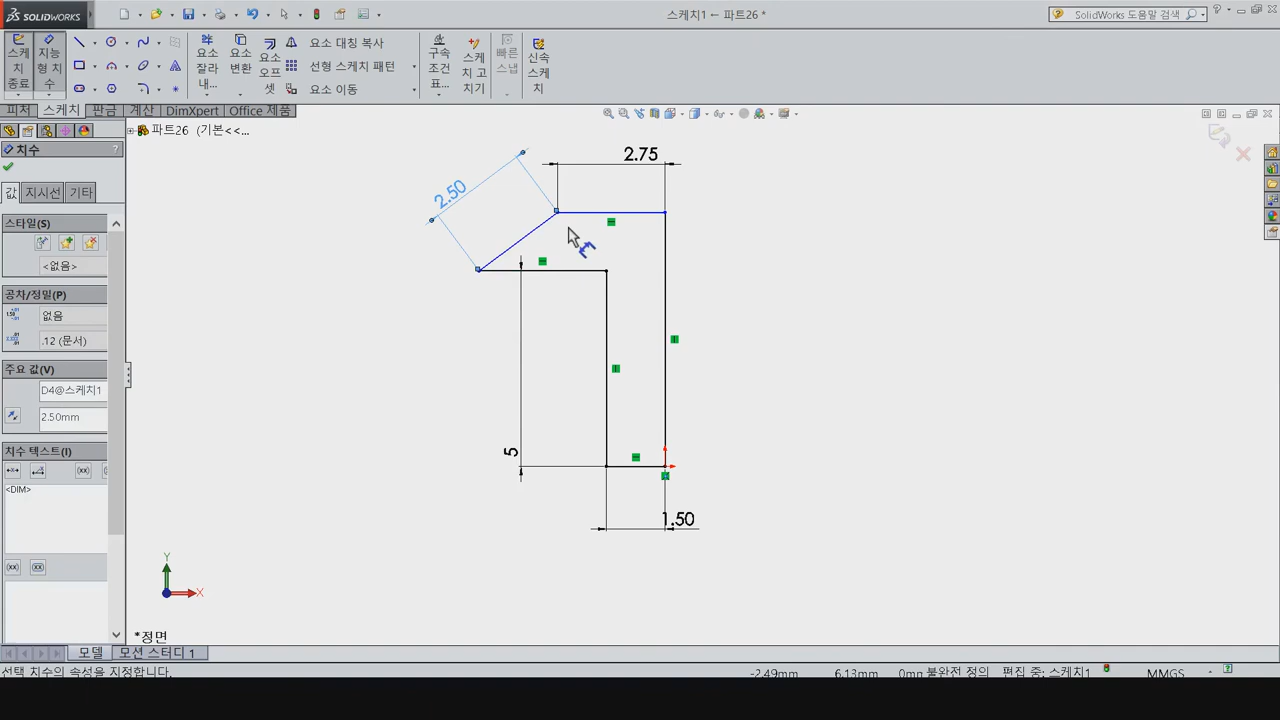 SOLIDWORKS
스케치1 ← 파트26 *
SolidWorks 도움말 검색
스케치 종료
지능형 치수
요소 잘라내...
요소 변환
요소 오프셋
요소 대칭 복사
선형 스케치 패턴
요소 이동
구속 조건 표...
스케치 고치기
빠른 스냅
신속 스케치
피처
스케치
판금
계산
DimXpert
Office 제품
파트26 (기본<<...
치수
?
값
지시선
기타
스타일(S)
<없음>
공차/정밀(P)
없음
.12 (문서)
주요 값(V)
D4@스케치1
2.50mm
치수 텍스트(I)
<DIM>
(xx)
(xx)
2.75
2.50
5
1.50
Y
X
*정면
모델
모션 스터디 1
선택 치수의 속성을 지정합니다.
-2.49mm
6.13mm
0mm 불완전 정의
편집 중: 스케치1
MMGS